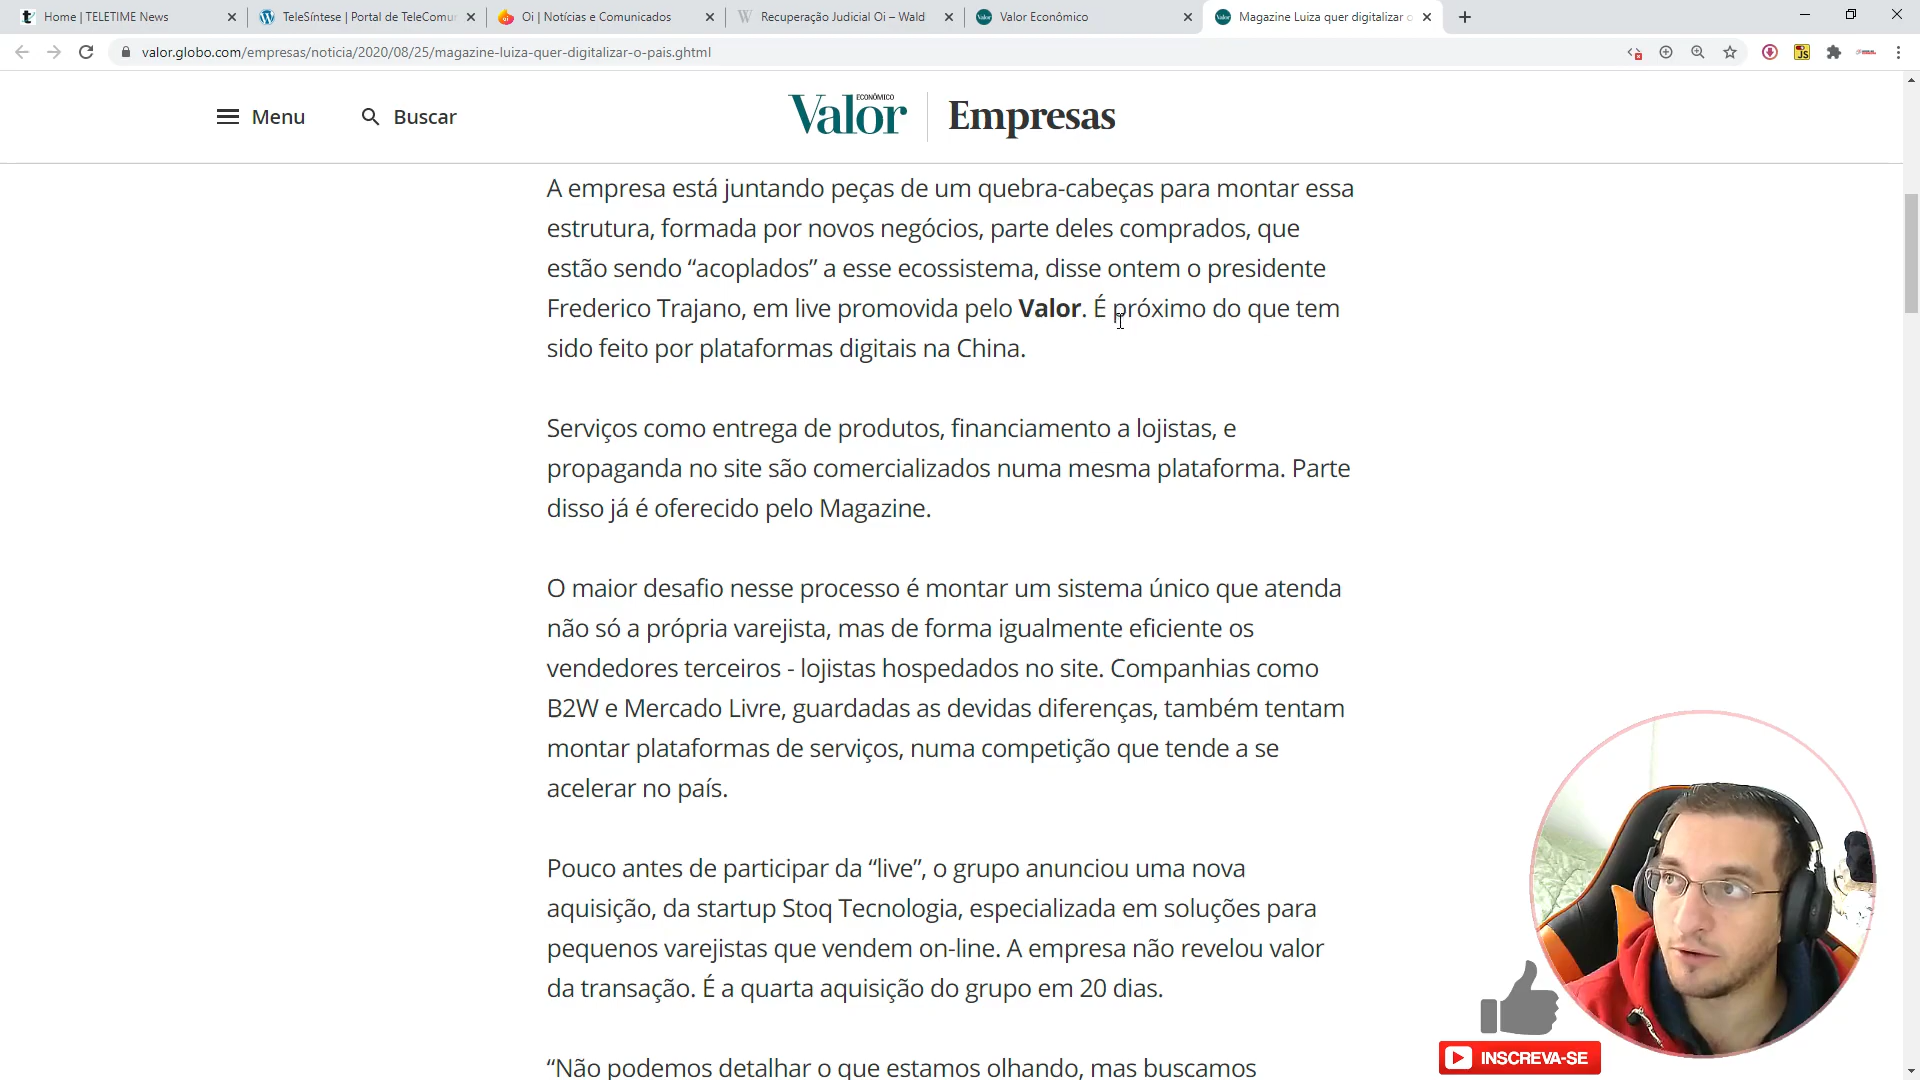 Home | TELETIME News
TeleSíntese | Portal de TeleComu
Oi | Notícias e Comunicados
Recuperação Judicial Oi – Wald
Valor Econômico
Magazine Luiza quer digitalizar o
valor.globo.com/empresas/noticia/2020/08/25/magazine-luiza-quer-digitalizar-o-pais.ghtml
Menu
Buscar
Valor ECONÔMICO
Empresas
A empresa está juntando peças de um quebra-cabeças para montar essa
estrutura, formada por novos negócios, parte deles comprados, que
estão sendo “acoplados” a esse ecossistema, disse ontem o presidente
Frederico Trajano, em live promovida pelo Valor. É próximo do que tem
sido feito por plataformas digitais na China.
Serviços como entrega de produtos, financiamento a lojistas, e
propaganda no site são comercializados numa mesma plataforma. Parte
disso já é oferecido pelo Magazine.
O maior desafio nesse processo é montar um sistema único que atenda
não só a própria varejista, mas de forma igualmente eficiente os
vendedores terceiros - lojistas hospedados no site. Companhias como
B2W e Mercado Livre, guardadas as devidas diferenças, também tentam
montar plataformas de serviços, numa competição que tende a se
acelerar no país.
Pouco antes de participar da “live”, o grupo anunciou uma nova
aquisição, da startup Stoq Tecnologia, especializada em soluções para
pequenos varejistas que vendem on-line. A empresa não revelou valor
da transação. É a quarta aquisição do grupo em 20 dias.
“Não podemos detalhar o que estamos olhando, mas buscamos
INSCREVA-SE